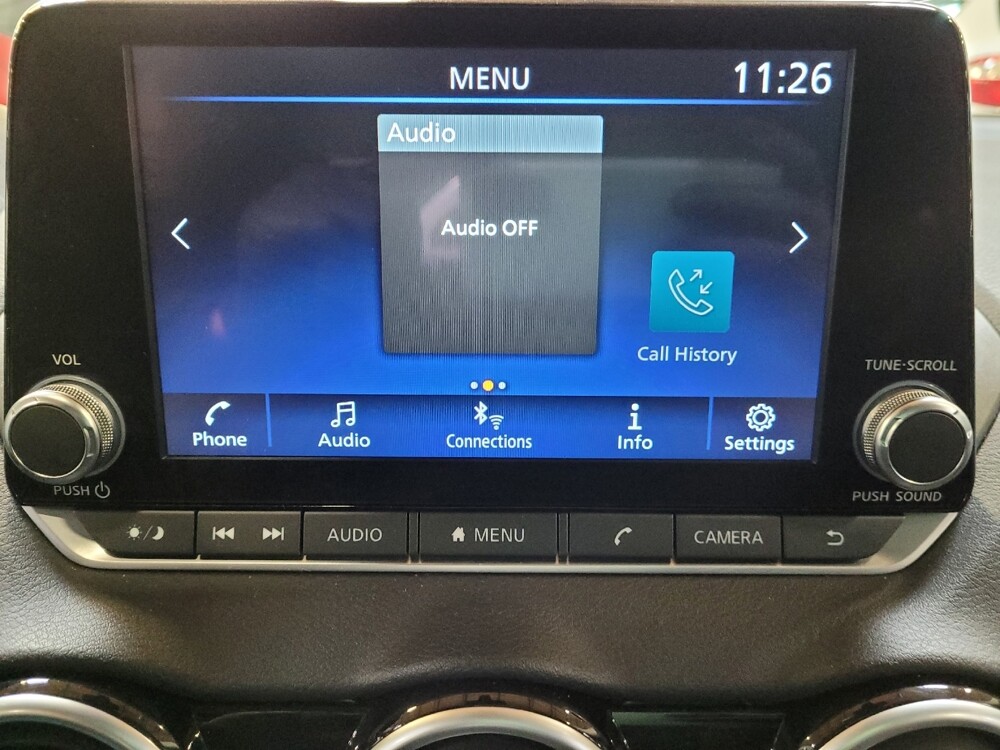 MENU
11:26
Audio
Audio OFF
Call History
VOL
TUNE·SCROLL
Phone
Audio
Connections
Info
Settings
PUSH
PUSH SOUND
AUDIO
MENU
CAMERA